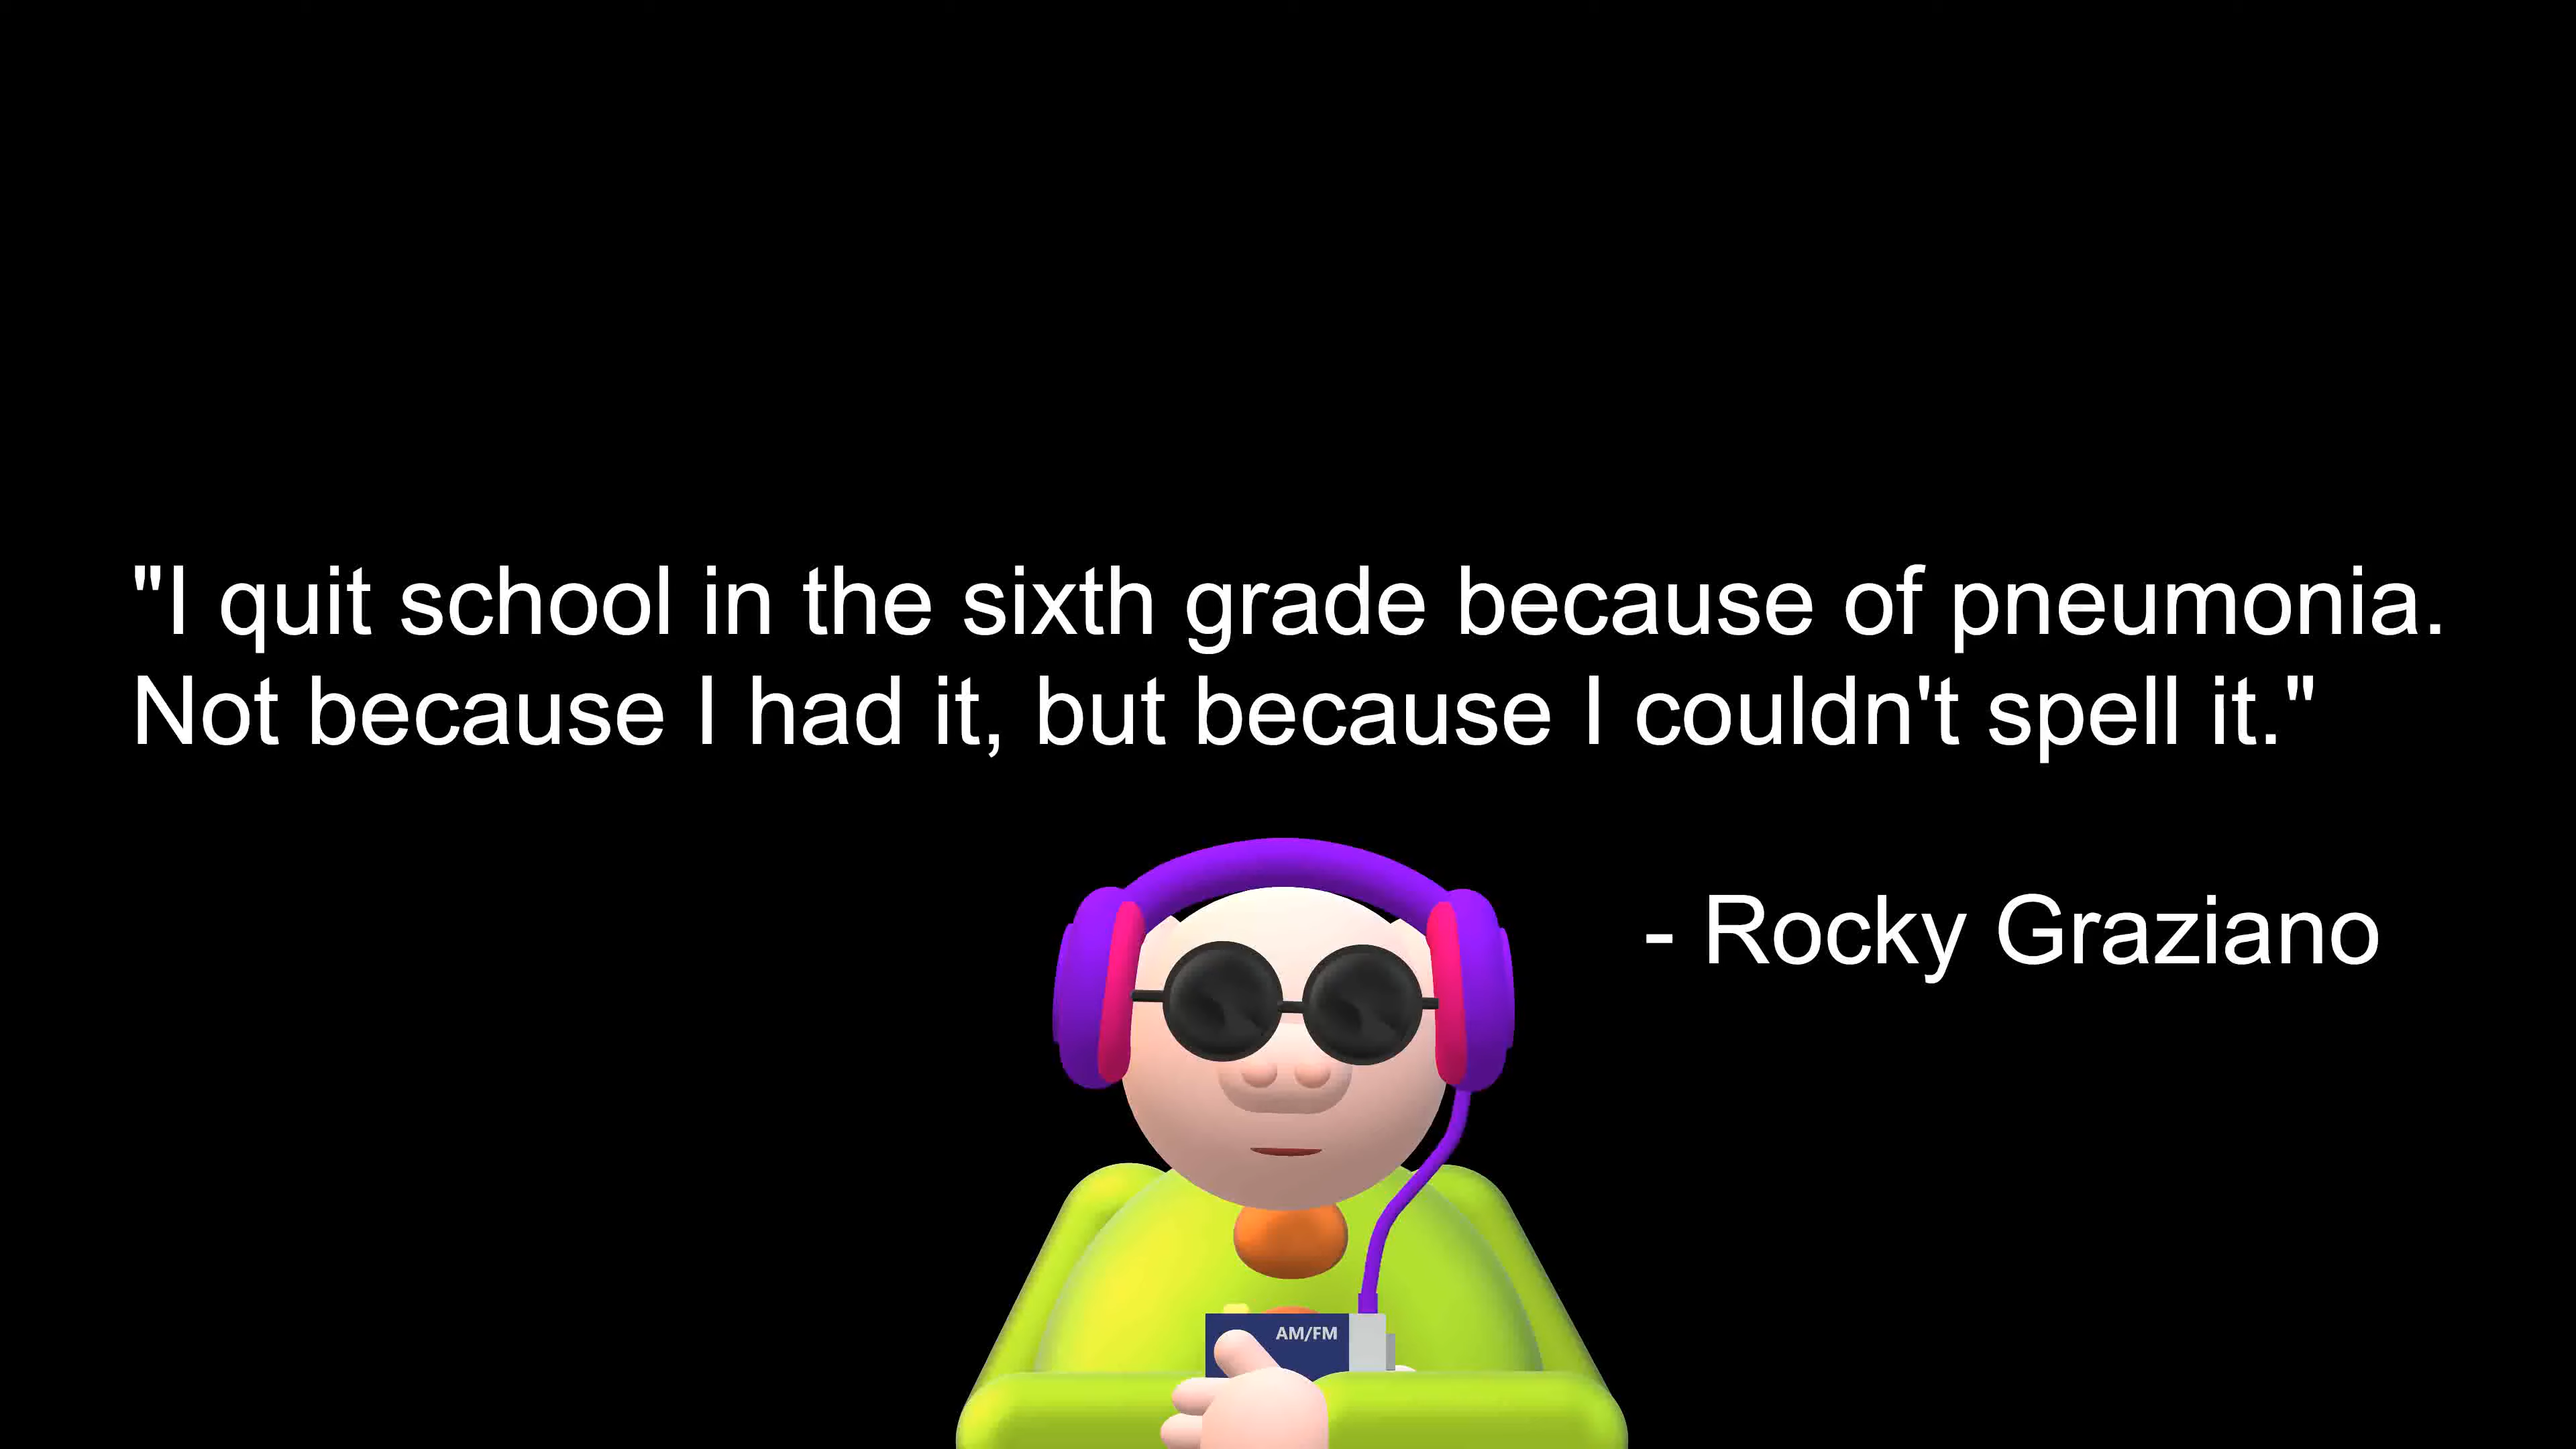 "I quit school in the sixth grade because of pneumonia.
Not because I had it, but because I couldn't spell it."
- Rocky Graziano
AM/FM